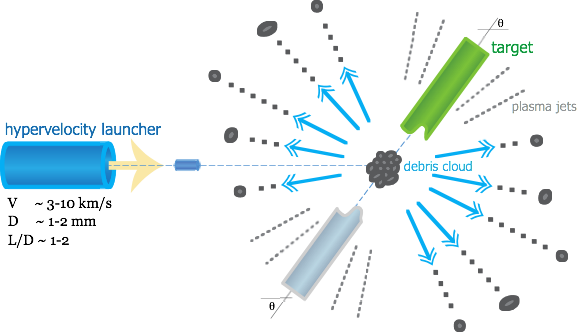 θ
target
plasma jets
hypervelocity launcher
debris cloud
V ~ 3-10 km/s
D ~ 1-2 mm
L/D ~ 1-2
θ